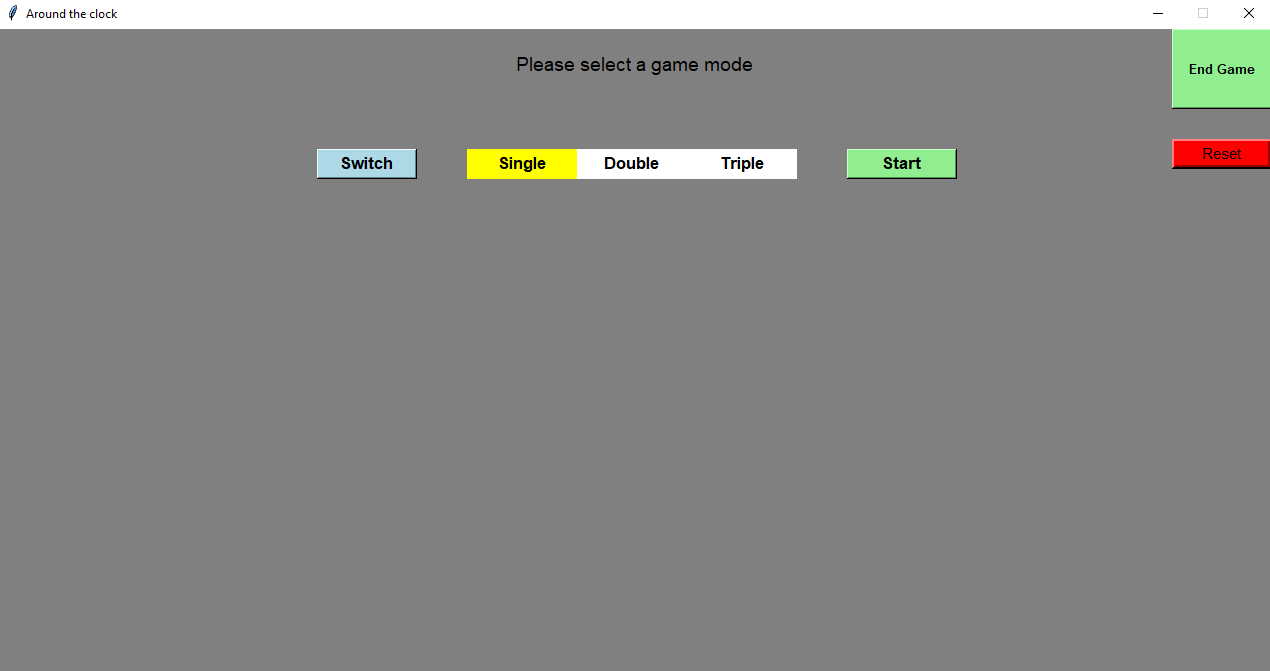 Around the clock
Please select a game mode
End Game
Switch Single Double Triple Start
Reset